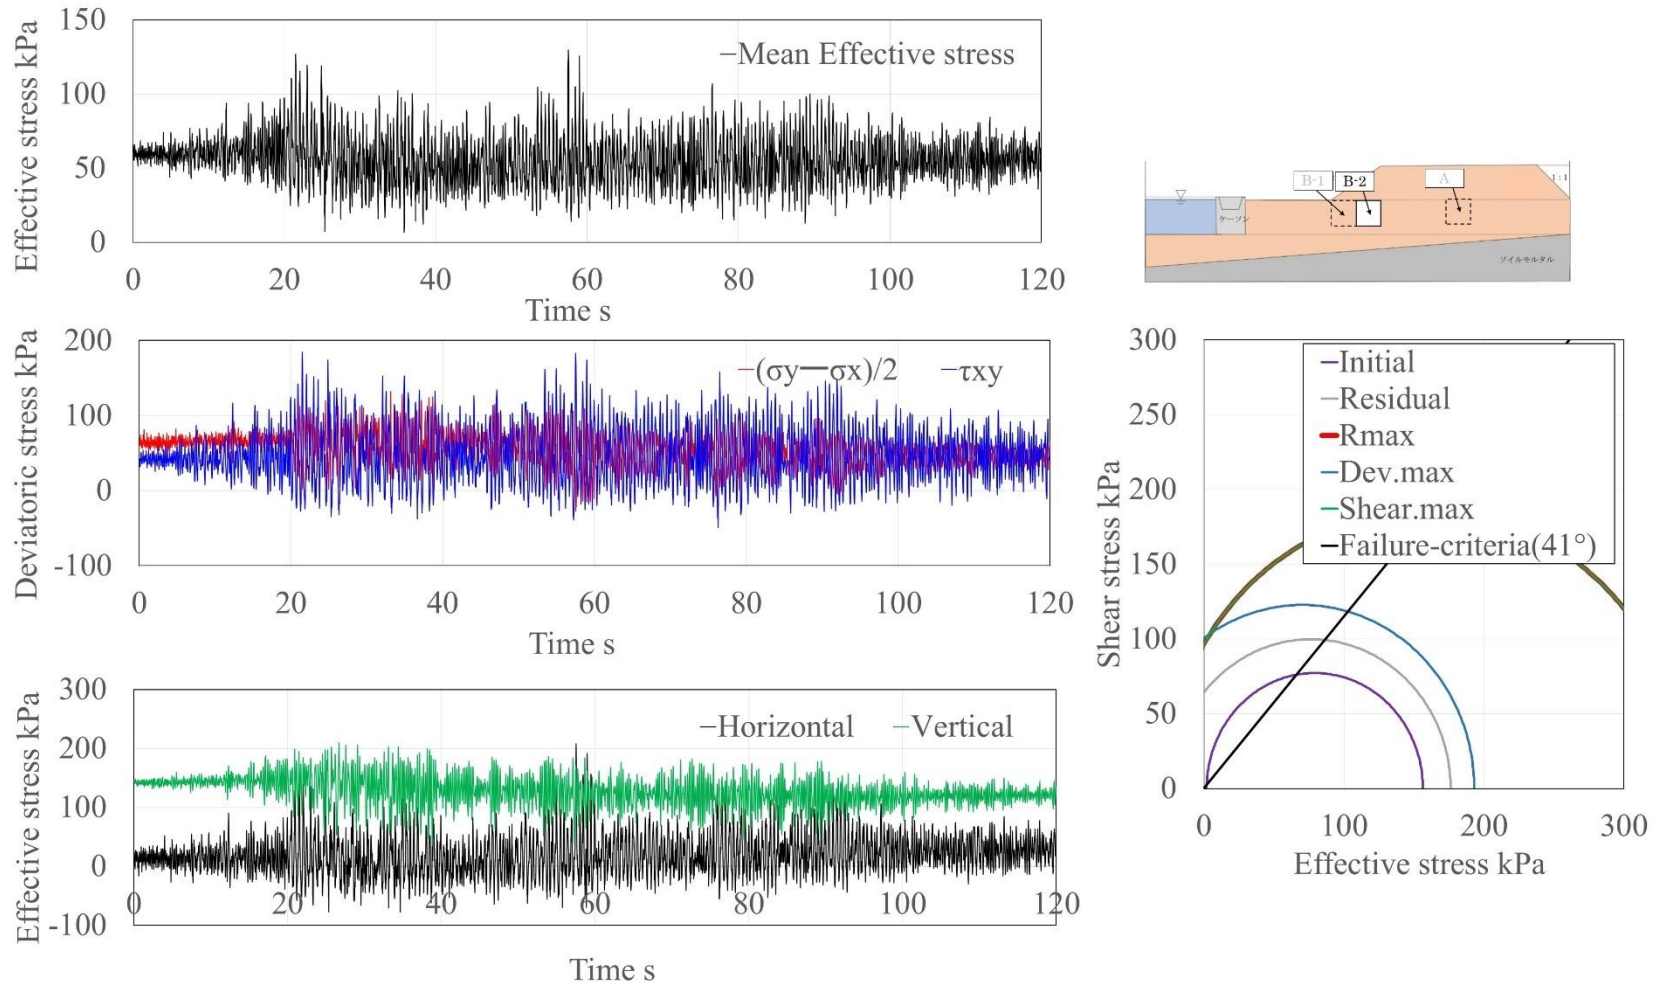 Effective stress kPa
150
100
50
0
−Mean Effective stress
0 20 40 60 80 100 120
Time s
B-1 B-2 A
1:1
ケーソン
ソイルモルタル
Deviatoric stress kPa
200
100
0
-100
−(σy−σx)/2 −τxy
0 20 40 60 80 100 120
Time s
Effective stress kPa
300
200
100
0
-100
−Horizontal −Vertical
0 20 40 60 80 100 120
Time s
Shear stress kPa
300
250
200
150
100
50
0
Initial
Residual
Rmax
Dev.max
Shear.max
Failure-criteria(41°)
0 100 200 300
Effective stress kPa